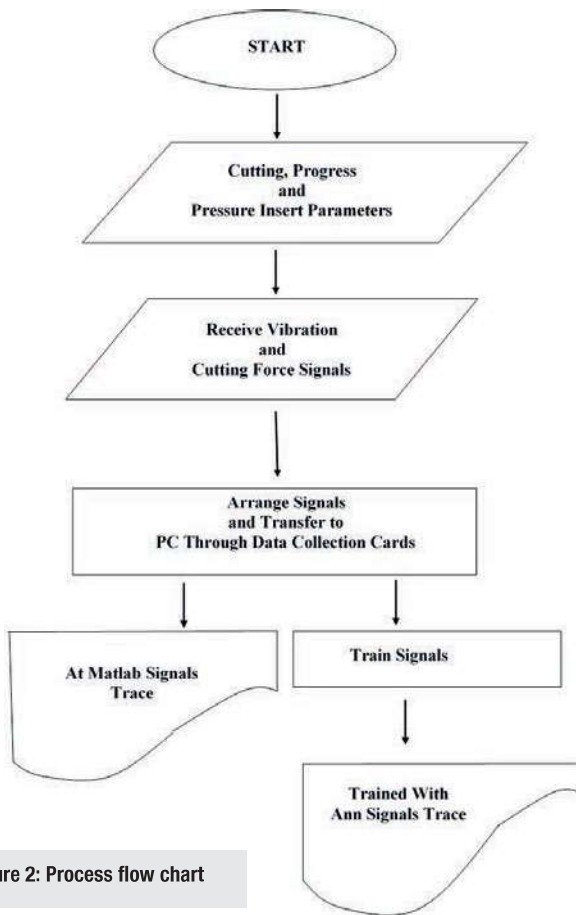 START
Cutting, Progress
and
Pressure Insert Parameters
Receive Vibration
and
Cutting Force Signals
Arrange Signals
and Transfer to
PC Through Data Collection Cards
At Matlab Signals
Trace
Train Signals
Trained With
Ann Signals Trace
ure 2: Process flow chart